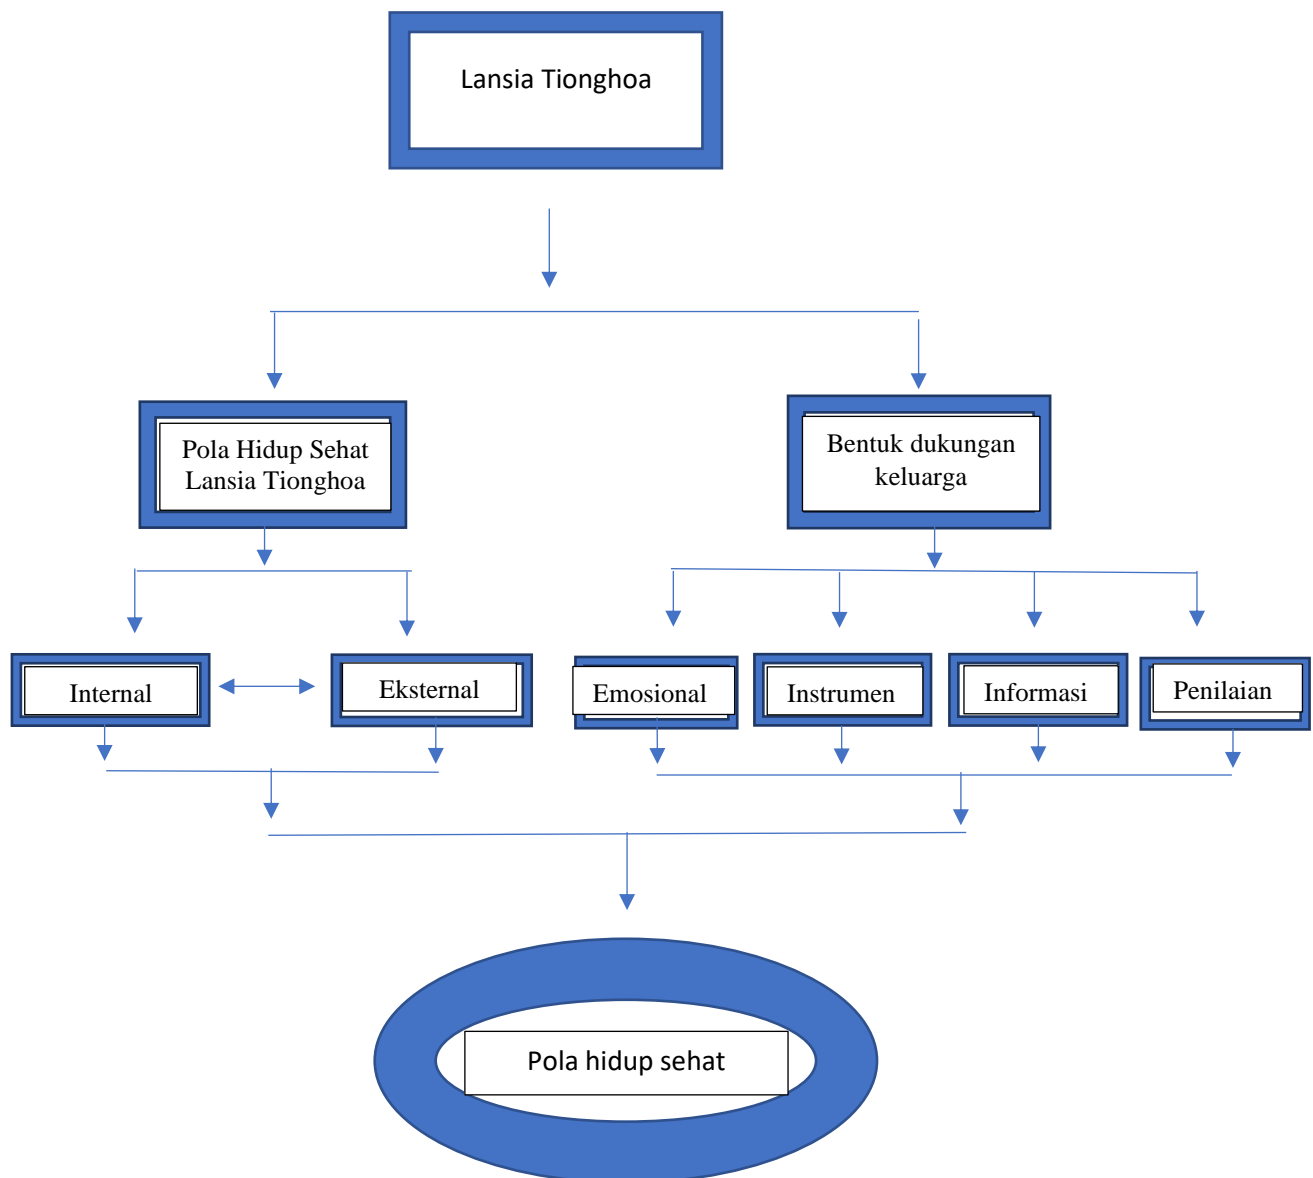 Lansia Tionghoa
Pola Hidup Sehat
Lansia Tionghoa
Bentuk dukungan
keluarga
Internal
Eksternal
Emosional
Instrumen
Informasi
Penilaian
Pola hidup sehat